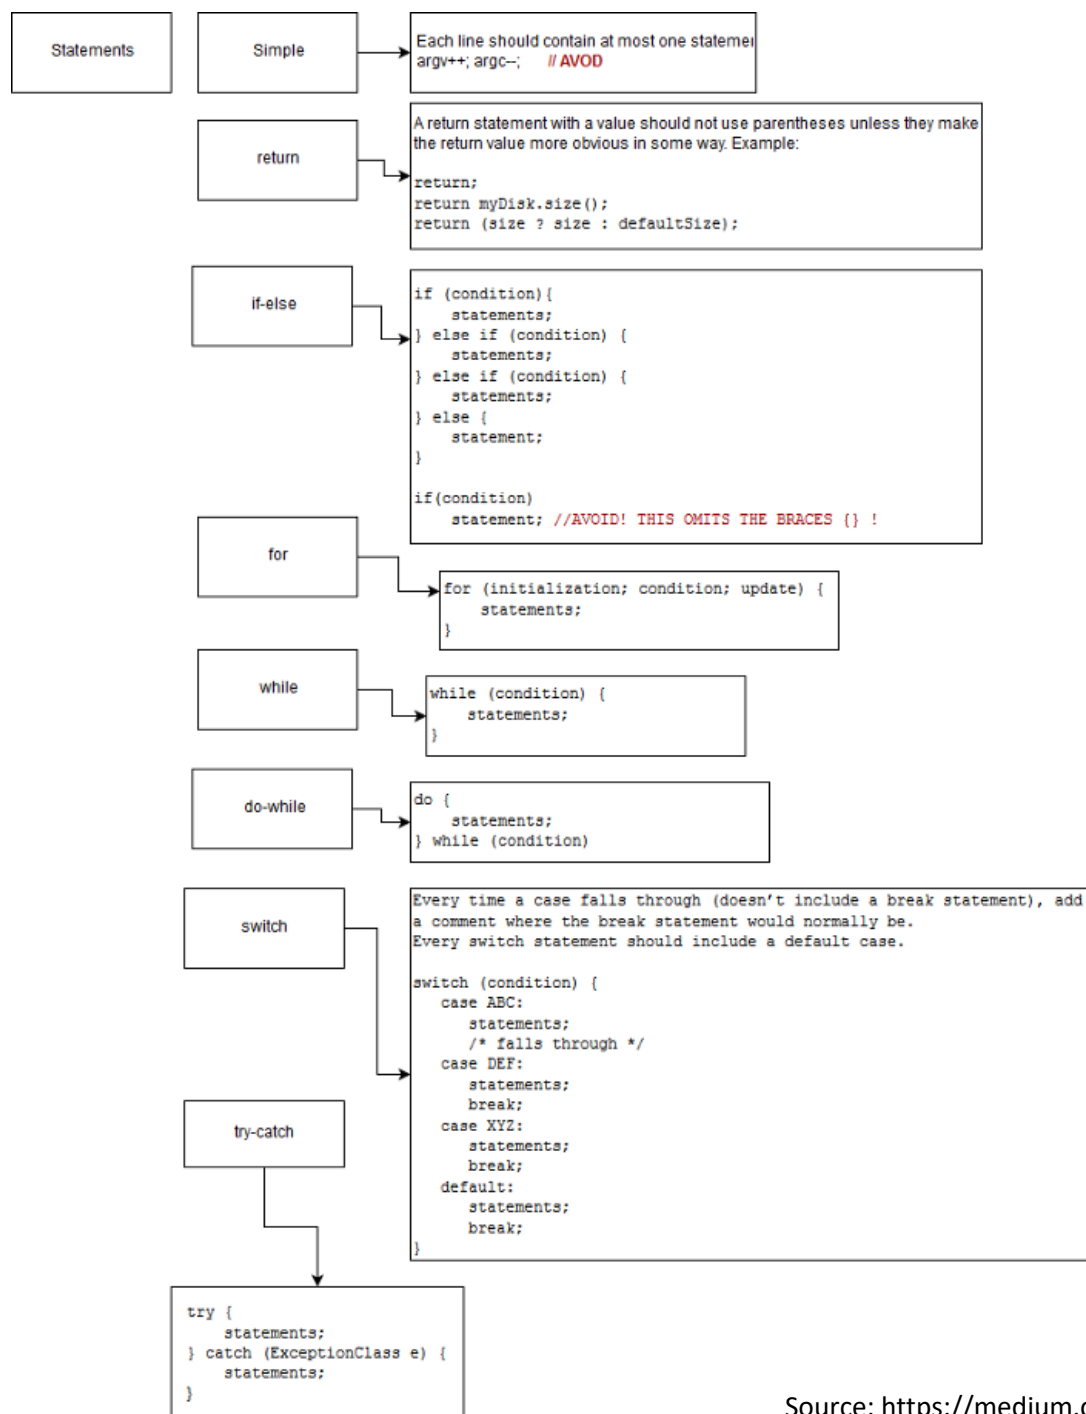 Statements
Simple
Each line should contain at most one statemen
argv++; argc--; // AVOD
return
A return statement with a value should not use parentheses unless they make
the return value more obvious in some way. Example:
return;
return myDisk.size();
return (size ? size : defaultSize);
if-else
if (condition){
    statements;
} else if (condition) {
    statements;
} else if (condition) {
    statements;
} else {
    statement;
}
if(condition)
    statement; //AVOID! THIS OMITS THE BRACES {} !
for
for (initialization; condition; update) {
    statements;
}
while
while (condition) {
    statements;
}
do-while
do {
    statements;
} while (condition)
switch
Every time a case falls through (doesn't include a break statement), add
a comment where the break statement would normally be.
Every switch statement should include a default case.
switch (condition) {
   case ABC:
      statements;
      /* falls through */
   case DEF:
      statements;
      break;
   case XYZ:
      statements;
      break;
   default:
      statements;
      break;
}
try-catch
try {
    statements;
} catch (ExceptionClass e) {
    statements;
}
Source: https://medium.c